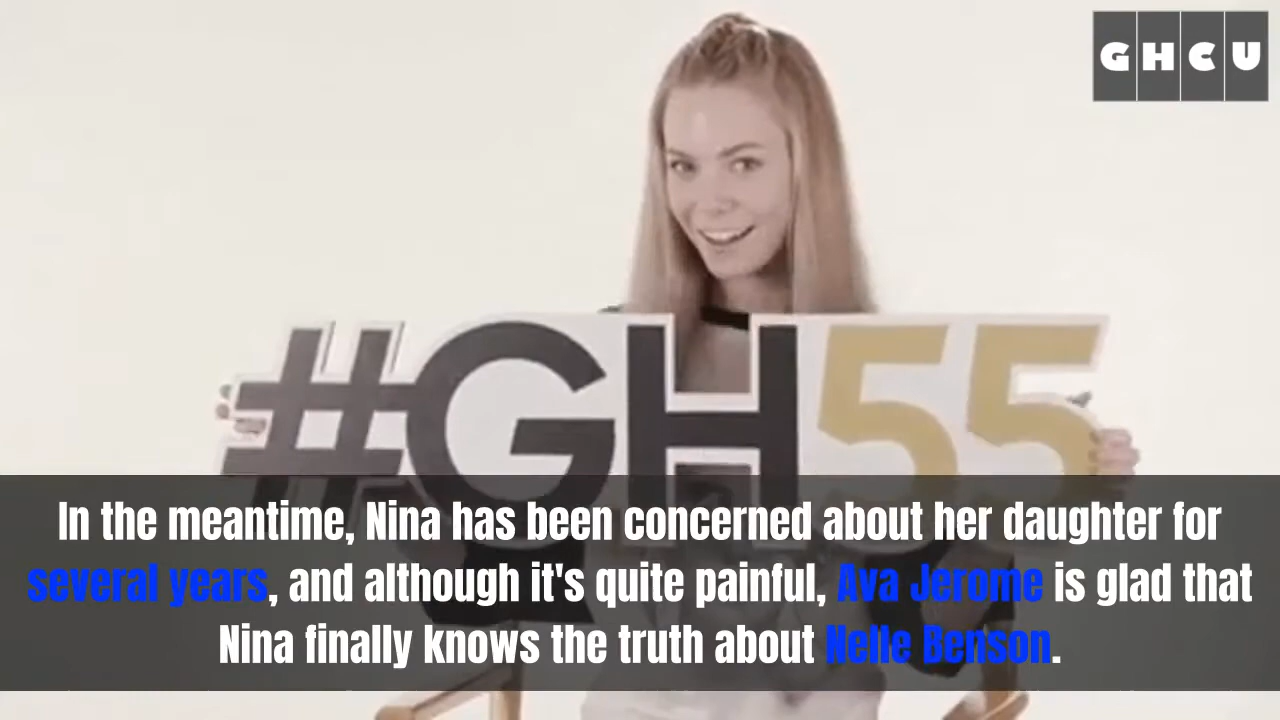 GHCU
#GH55
In the meantime, Nina has been concerned about her daughter for
several years, and although it's quite painful, Ava Jerome is glad that
Nina finally knows the truth about Nelle Benson.